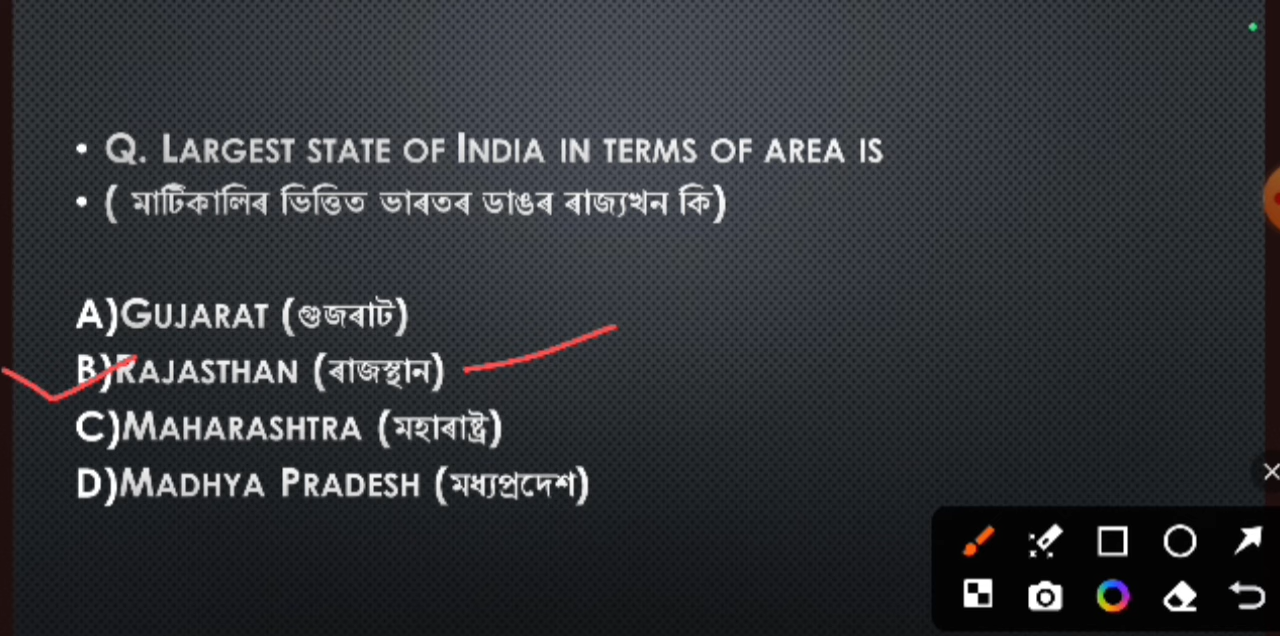 • Q. LARGEST STATE OF INDIA IN TERMS OF AREA IS
• ( মাটিকালিৰ ভিত্তিত ভাৰতৰ ডাঙৰ ৰাজ্যখন কি)
A)GUJARAT (গুজৰাট)
B)RAJASTHAN (ৰাজস্থান)
C)MAHARASHTRA (মহাৰাষ্ট্ৰ)
D)MADHYA PRADESH (মধ্যপ্ৰদেশ)